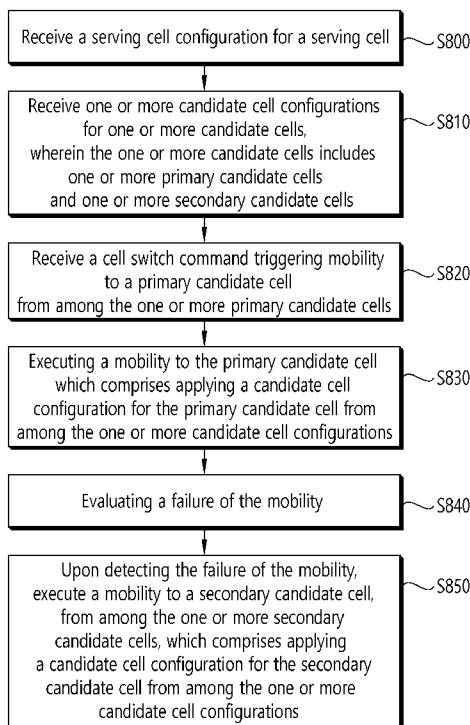 Receive a serving cell configuration for a serving cell
S800
Receive one or more candidate cell configurations
for one or more candidate cells,
wherein the one or more candidate cells includes
one or more primary candidate cells
and one or more secondary candidate cells
S810
Receive a cell switch command triggering mobility
to a primary candidate cell
from among the one or more primary candidate cells
S820
Executing a mobility to the primary candidate cell
which comprises applying a candidate cell
configuration for the primary candidate cell from
among the one or more candidate cell configurations
S830
Evaluating a failure of the mobility
S840
Upon detecting the failure of the mobility,
execute a mobility to a secondary candidate cell,
from among the one or more secondary
candidate cells, which comprises applying
a candidate cell configuration for the secondary
candidate cell from among the one or more
candidate cell configurations
S850